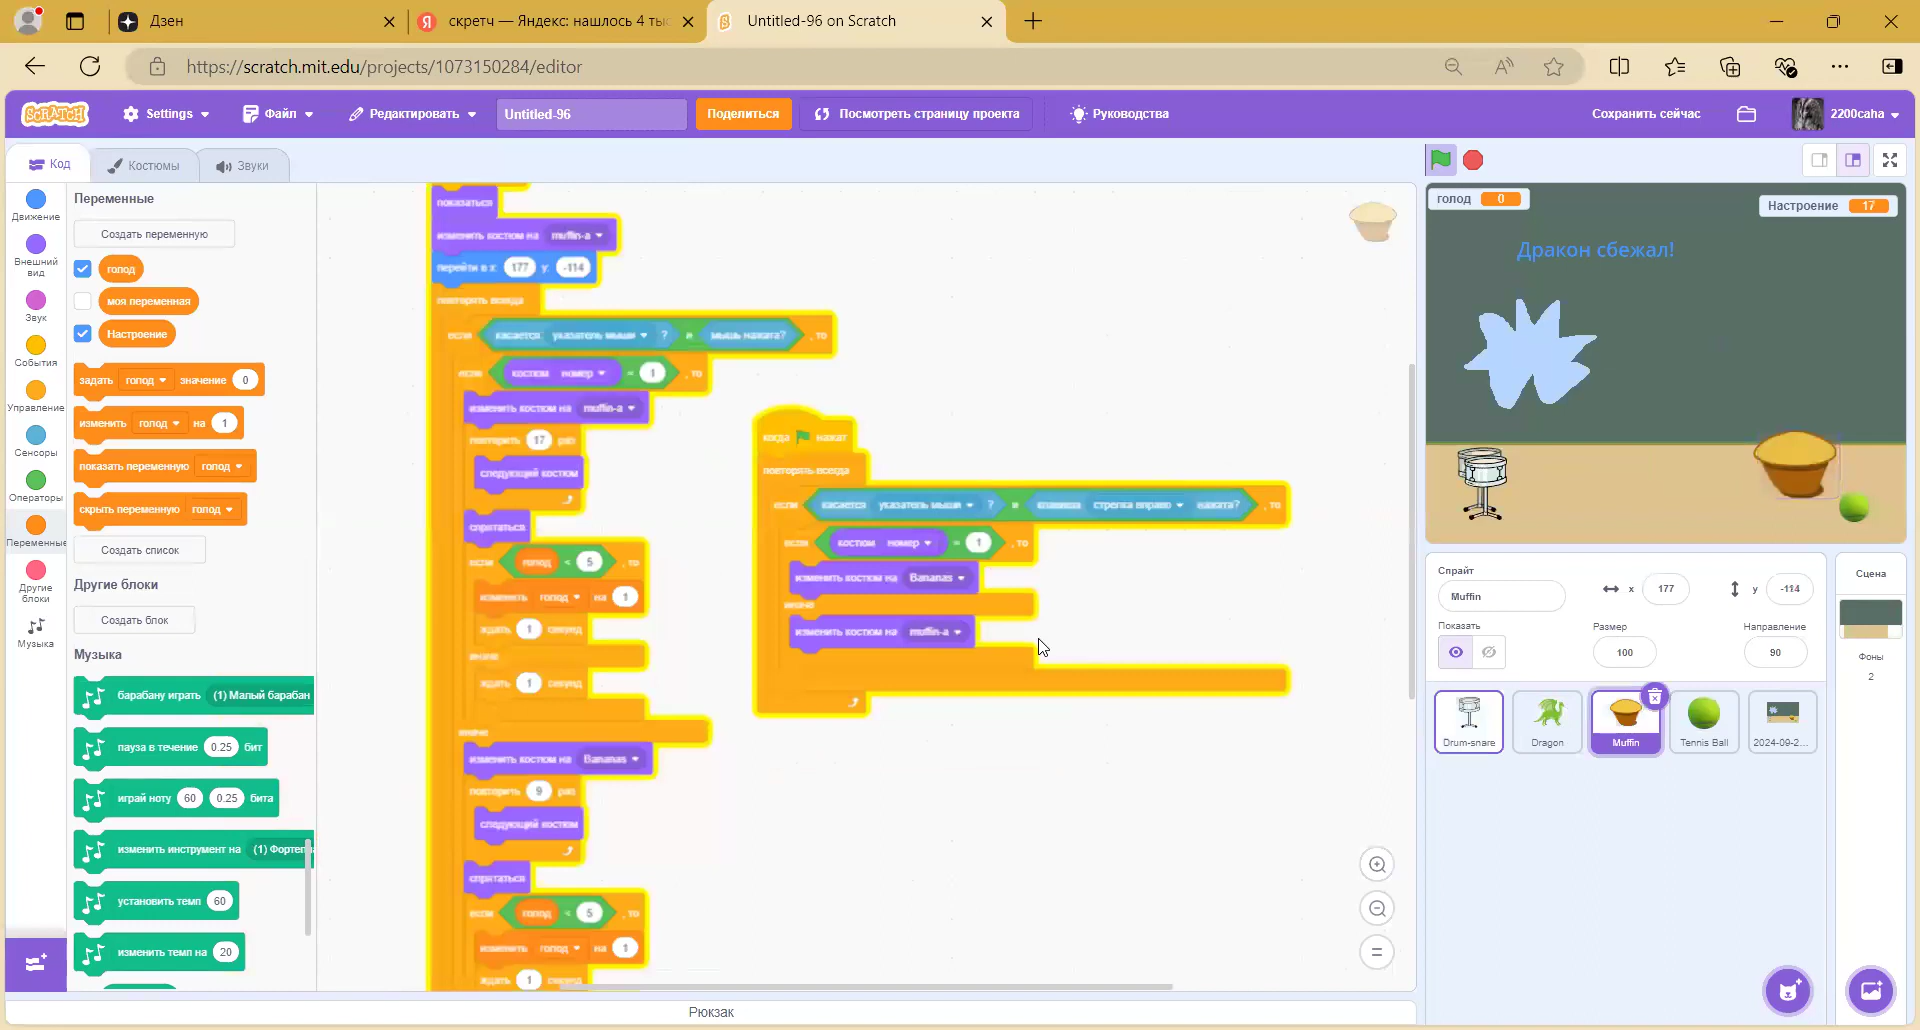 Дзен
скретч — Яндекс: нашлось 4 тыс
Untitled-96 on Scratch
https://scratch.mit.edu/projects/1073150284/editor
SCRATCH
Settings
Файл
Редактировать
Untitled-96
Поделиться
Посмотреть страницу проекта
Руководства
Сохранить сейчас
2200caha
Код
Костюмы
Звуки
Движение
Внешний вид
Звук
События
Управление
Сенсоры
Операторы
Переменные
Другие блоки
Музыка
Переменные
Создать переменную
голод
моя переменная
Настроение
задать голод значение 0
изменить голод на 1
показать переменную голод
скрыть переменную голод
Создать список
Другие блоки
Создать блок
Музыка
барабану играть (1) Малый барабан
пауза в течение 0.25 бит
играй ноту 60 0.25 бита
изменить инструмент на (1) Фортеп
установить темп 60
изменить темп на 20
показаться
изменить костюм на muffin-a
перейти в x: 177 y: -114
повторять всегда
если касается указатель мыши ? и мышь нажата? , то
если костюм номер = 1 , то
изменить костюм на muffin-a
повторить 17 раз
следующий костюм
спрятаться
если голод < 5 , то
изменить голод на 1
ждать 1 секунд
иначе
ждать 1 секунд
иначе
изменить костюм на Bananas
повторить 9 раз
следующий костюм
спрятаться
если голод < 5 , то
изменить голод на 1
ждать 1 секунд
когда нажат
повторять всегда
если касается указатель мыши ? и клавиша стрелка вправо нажата? , то
если костюм номер = 1 , то
изменить костюм на Bananas
иначе
изменить костюм на muffin-a
Рюкзак
голод 0
Настроение 17
Дракон сбежал!
Спрайт
Muffin
x 177
y -114
Показать
Размер
100
Направление
90
Drum-snare
Dragon
Muffin
Tennis Ball
2024-09-2...
Сцена
Фоны
2